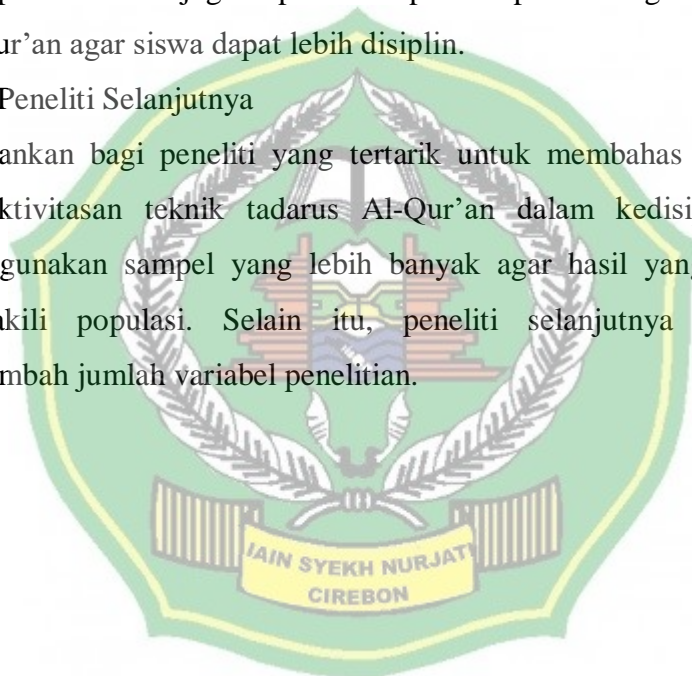 ur’an agar siswa dapat lebih disiplin.
Peneliti Selanjutnya
ankan bagi peneliti yang tertarik untuk membahas
ktivitasan teknik tadarus Al-Qur’an dalam kedisi
gunakan sampel yang lebih banyak agar hasil yang
akili populasi. Selain itu, peneliti selanjutnya
mbah jumlah variabel penelitian.
IAIN SYEKH NURJATI
CIREBON